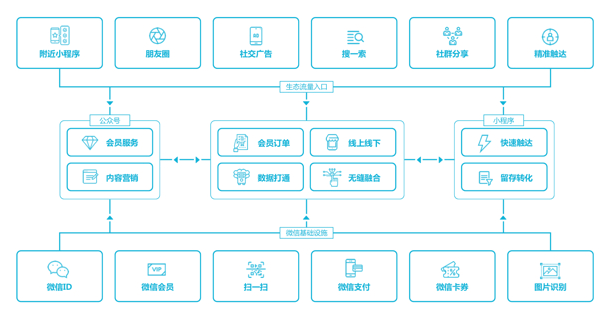 附近小程序
朋友圈
社交广告
搜一索
社群分享
精准触达
生态流量入口
公众号
小程序
会员服务
会员订单
线上线下
快速触达
内容营销
数据打通
无缝融合
留存转化
微信基础设施
VIP
微信ID
微信会员
扫一扫
微信支付
微信卡券
图片识别